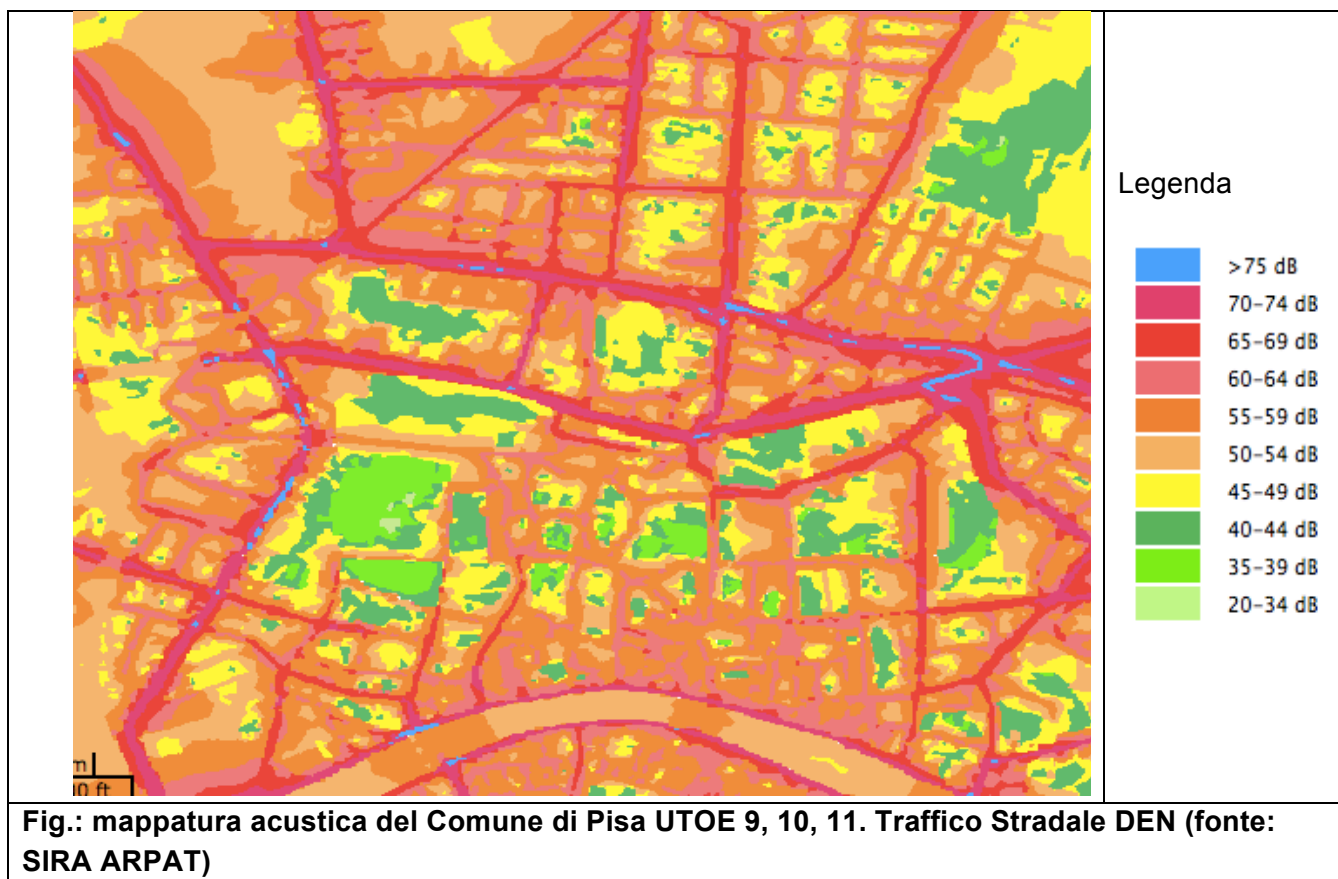 Legenda
>75 dB
70-74 dB
65-69 dB
60-64 dB
55-59 dB
50-54 dB
45-49 dB
40-44 dB
35-39 dB
20-34 dB
m
0 ft
Fig.: mappatura acustica del Comune di Pisa UTOE 9, 10, 11. Traffico Stradale DEN (fonte:
SIRA ARPAT)